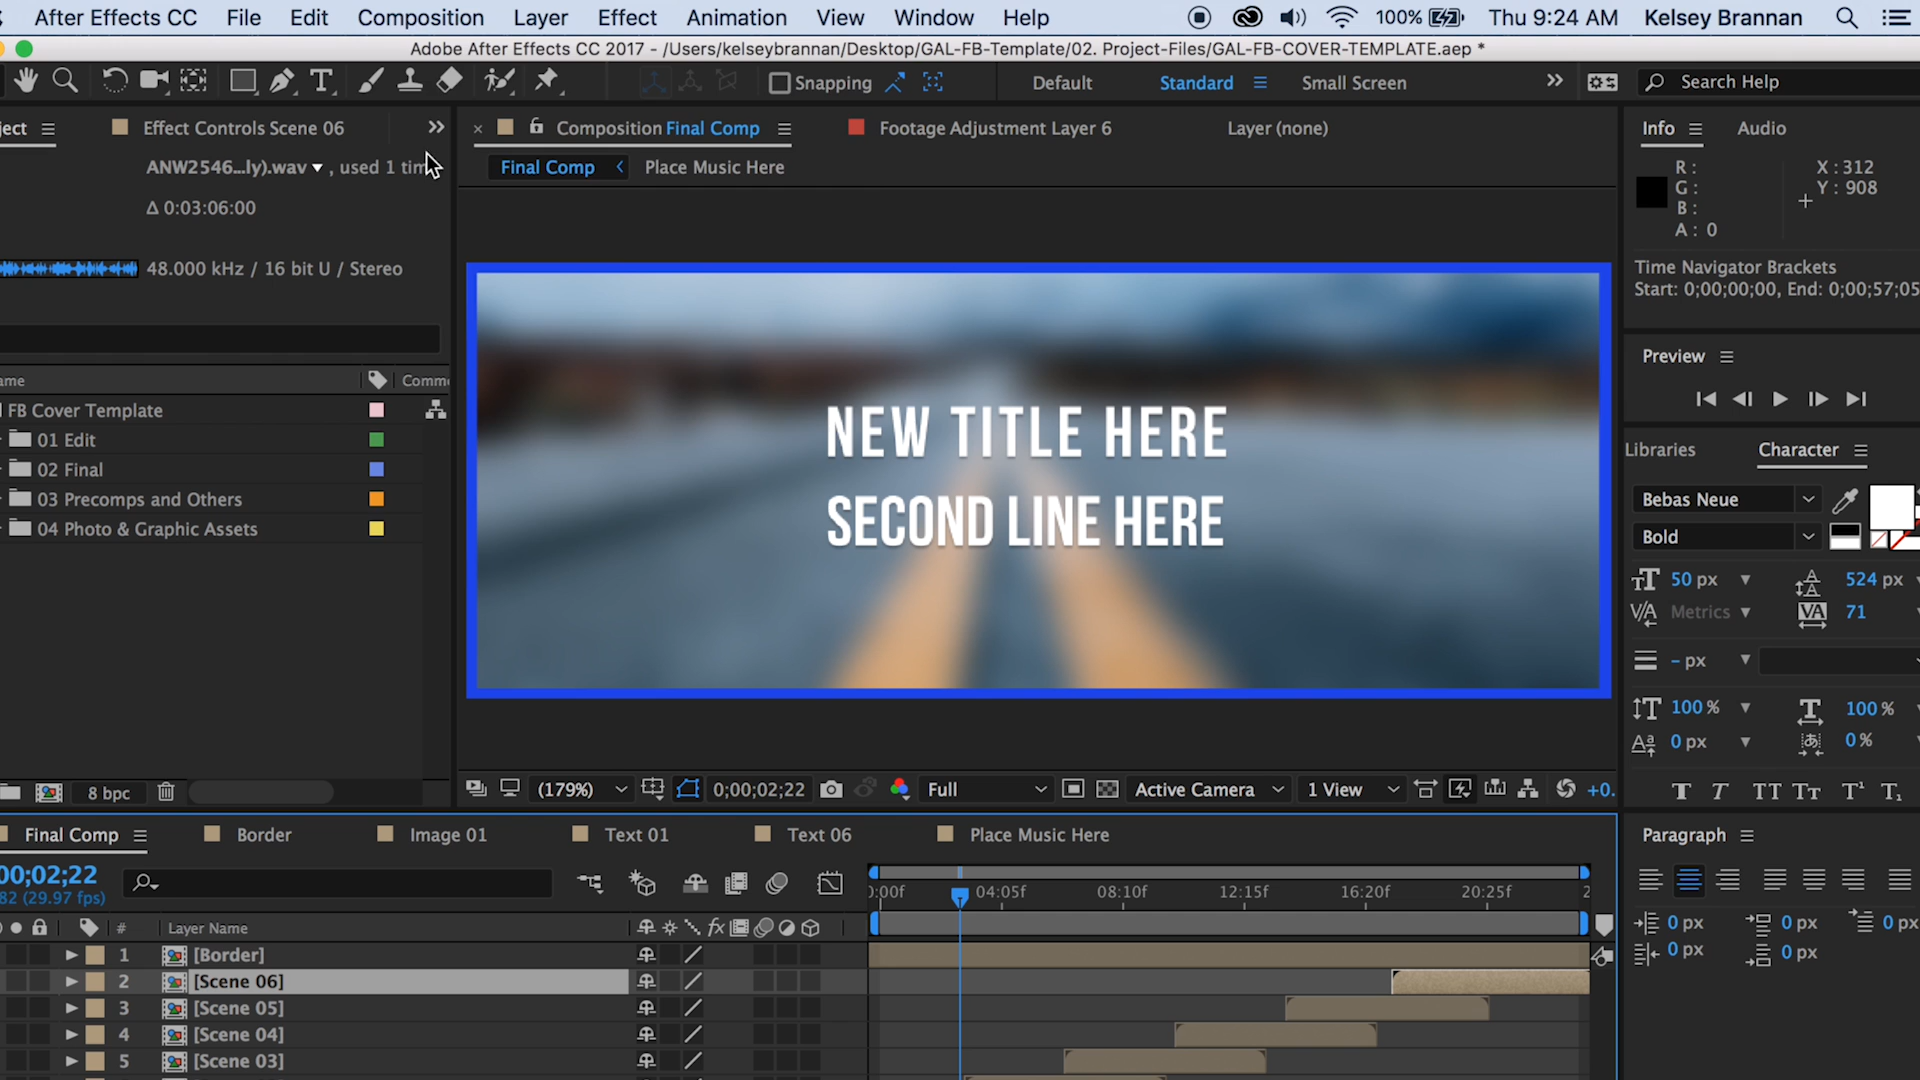 After Effects CC File Edit Composition Layer Effect Animation View Window Help 100% Thu 9:24 AM Kelsey Brannan
Adobe After Effects CC 2017 - /Users/kelseybrannan/Desktop/GAL-FB-Template/02. Project-Files/GAL-FB-COVER-TEMPLATE.aep *
Snapping Default Standard Small Screen Search Help
ject Effect Controls Scene 06
Composition Final Comp Footage Adjustment Layer 6 Layer (none)
Info Audio
ANW2546...ly).wav , used 1 tim
Final Comp Place Music Here
Δ 0:03:06:00
R : X : 312
G : Y : 908
B :
A : 0
48.000 kHz / 16 bit U / Stereo
Time Navigator Brackets
Start: 0;00;00;00, End: 0;00;57;05
Preview
ame Comme
FB Cover Template
01 Edit
02 Final
03 Precomps and Others
04 Photo & Graphic Assets
NEW TITLE HERE
SECOND LINE HERE
Libraries Character
Bebas Neue
Bold
50 px 524 px
Metrics 71
- px
100 % 100 %
0 px 0 %
8 bpc
(179%) 0;00;02;22 Full Active Camera 1 View +0.
T T TT Tт T¹ T₁
Final Comp Border Image 01 Text 01 Text 06 Place Music Here
Paragraph
00;02;22
82 (29.97 fps)
:00f 04:05f 08:10f 12:15f 16:20f 20:25f 2
# Layer Name fx
0 px 0 px 0 px
0 px 0 px
1 [Border]
2 [Scene 06]
3 [Scene 05]
4 [Scene 04]
5 [Scene 03]